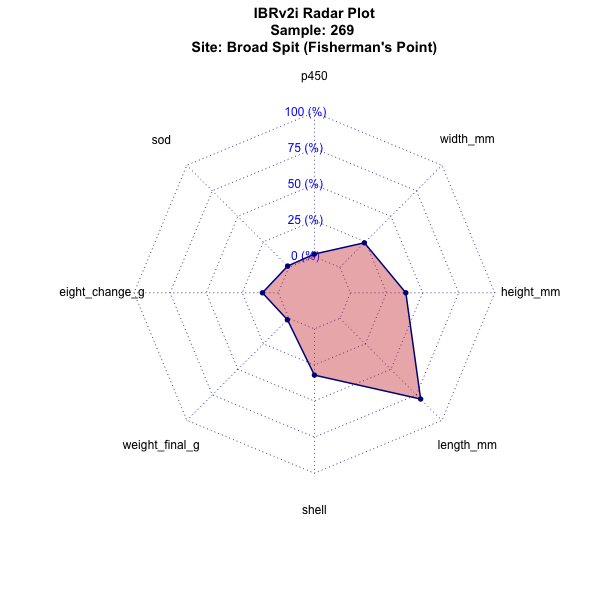 IBRv2i Radar Plot
Sample: 269
Site: Broad Spit (Fisherman's Point)
p450
100 (%)
sod
width_mm
75 (%)
50 (%)
25 (%)
0 (%)
eight_change_g
height_mm
weight_final_g
length_mm
shell